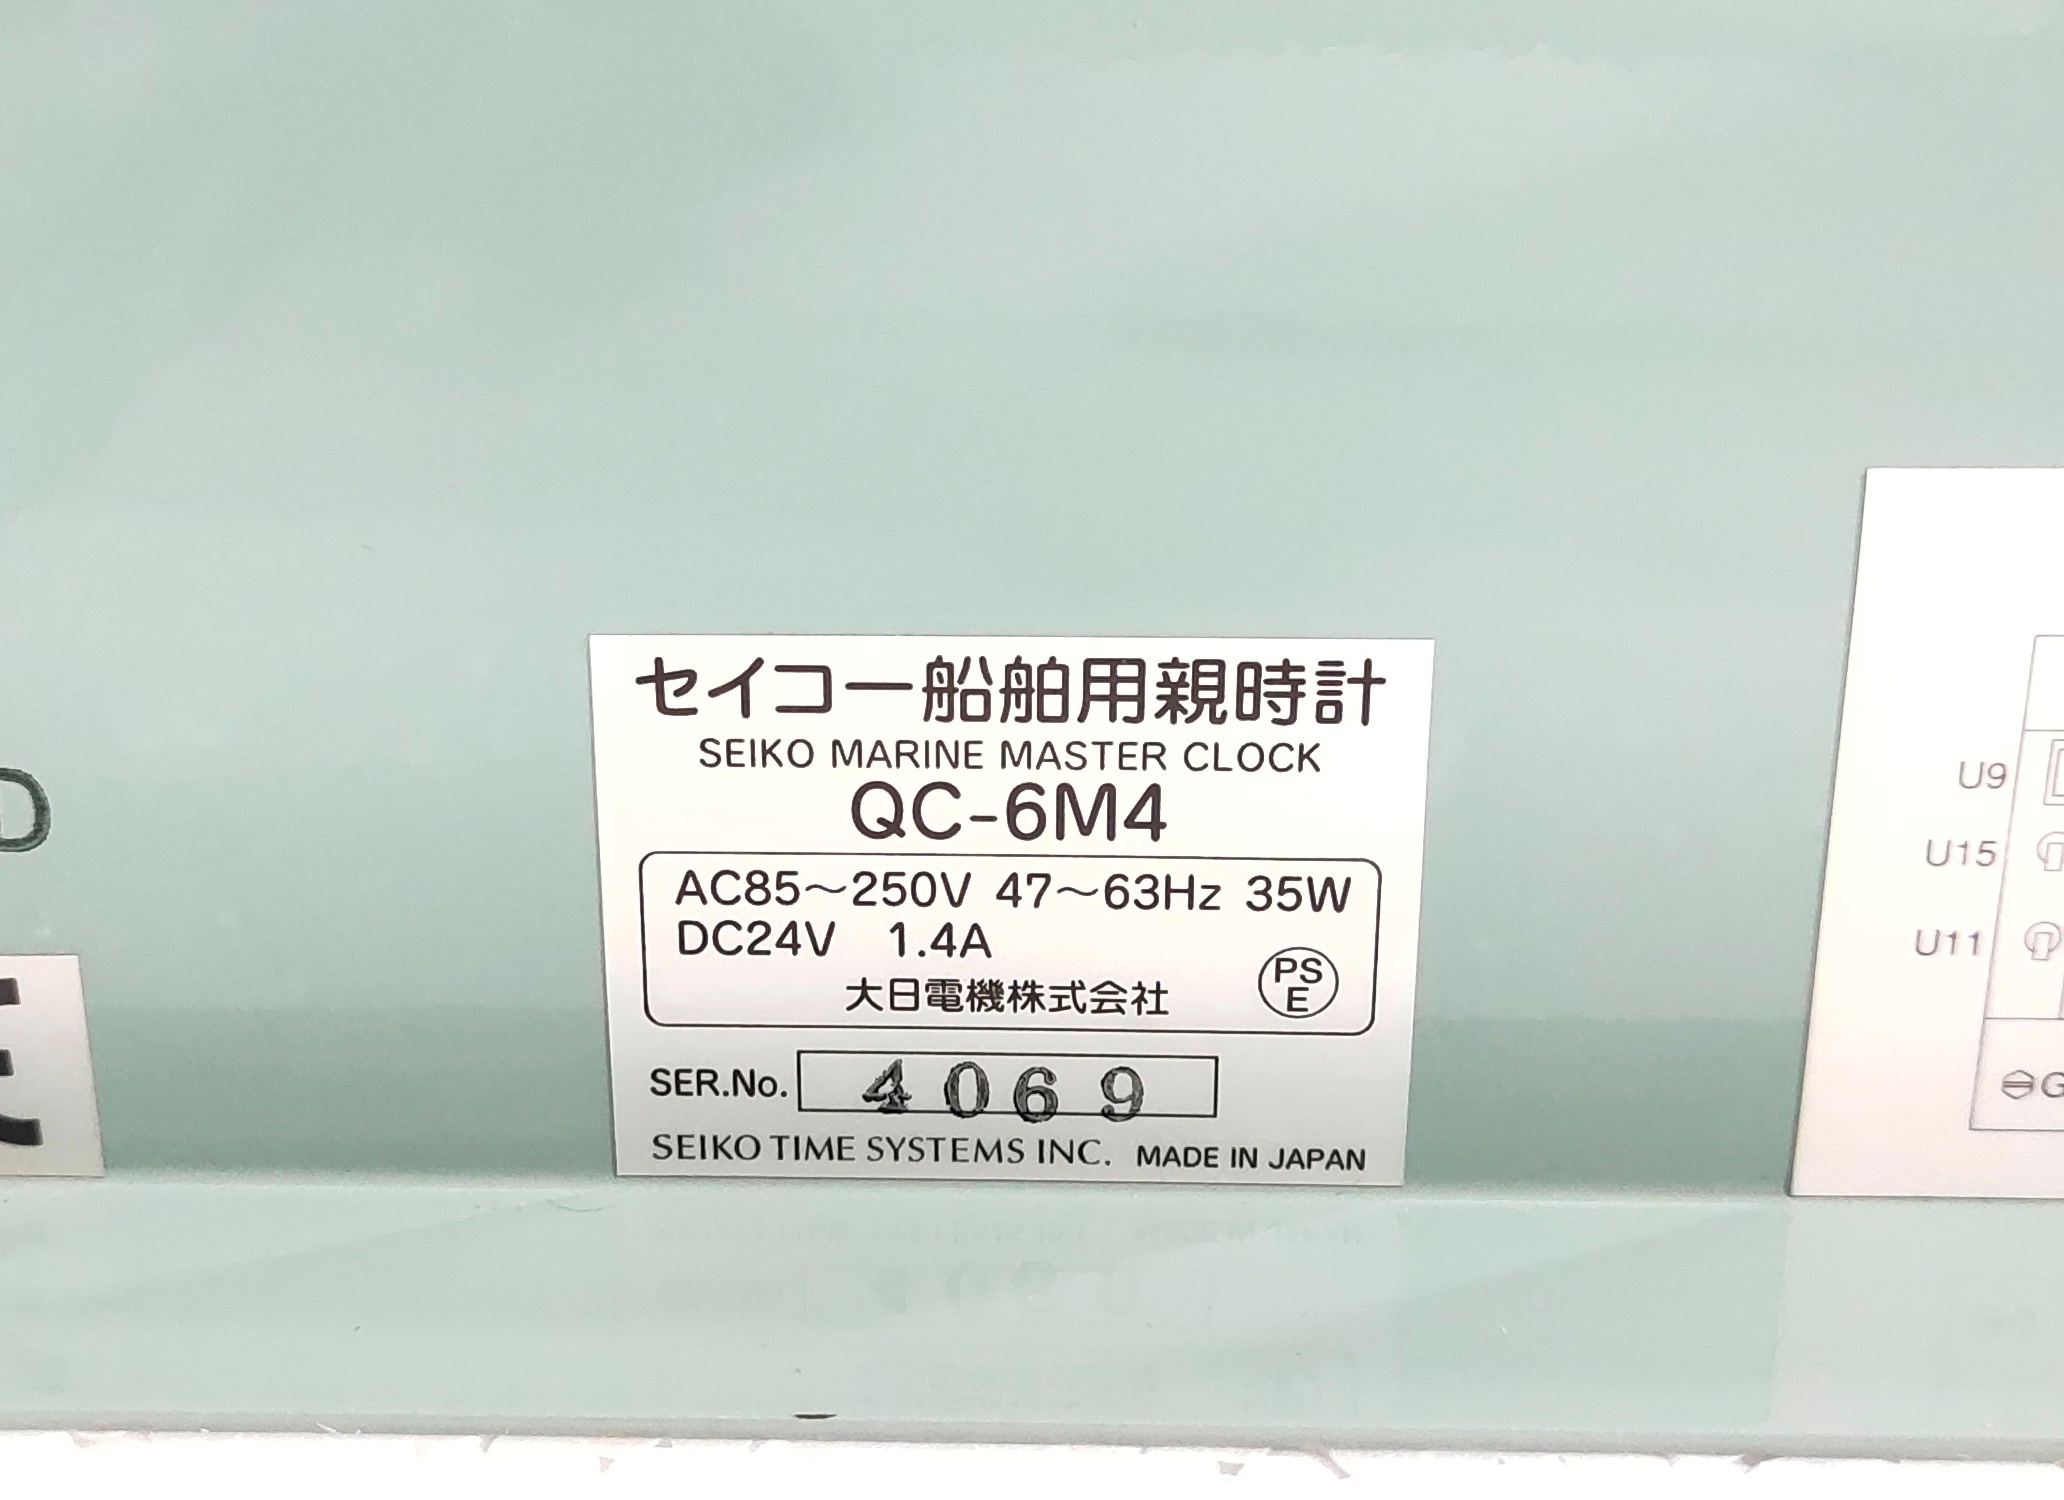 セイコー船舶用親時計
SEIKO MARINE MASTER CLOCK
QC-6M4
AC85～250V 47～63Hz 35W
DC24V 1.4A
大日電機株式会社
PS
E
SER.No. 4069
SEIKO TIME SYSTEMS INC. MADE IN JAPAN
D
U9
U15
U11
G